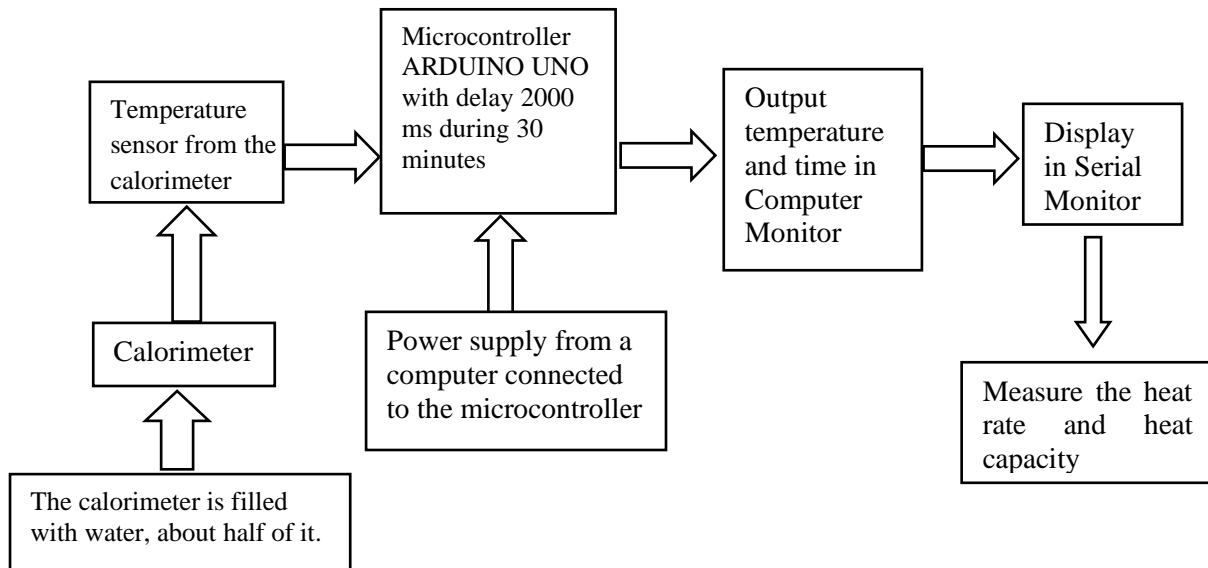 Microcontroller
ARDUINO UNO
with delay 2000
ms during 30
minutes
Temperature
sensor from the
calorimeter
Output
temperature
and time in
Computer
Monitor
Display
in Serial
Monitor
Calorimeter
Power supply from a
computer connected
to the microcontroller
Measure the heat
rate and heat
capacity
The calorimeter is filled
with water, about half of it.